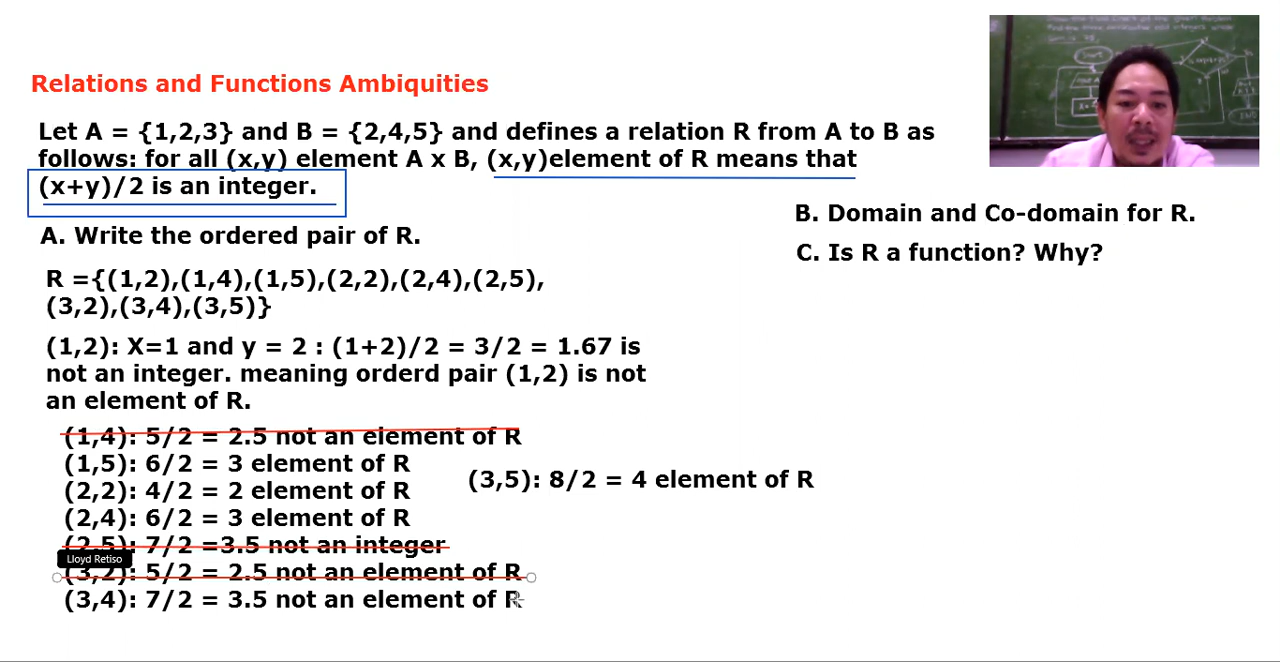 Relations and Functions Ambiquities
Let A = {1,2,3} and B = {2,4,5} and defines a relation R from A to B as
follows: for all (x,y) element A x B, (x,y)element of R means that
(x+y)/2 is an integer.
A. Write the ordered pair of R.
R ={(1,2),(1,4),(1,5),(2,2),(2,4),(2,5),
(3,2),(3,4),(3,5)}
(1,2): X=1 and y = 2 : (1+2)/2 = 3/2 = 1.67 is
not an integer. meaning orderd pair (1,2) is not
an element of R.
(1,4): 5/2 = 2.5 not an element of R
(1,5): 6/2 = 3 element of R
(2,2): 4/2 = 2 element of R
(2,4): 6/2 = 3 element of R
(2,5): 7/2 =3.5 not an integer
Lloyd Retiso
(3,2): 5/2 = 2.5 not an element of R
(3,4): 7/2 = 3.5 not an element of R
(3,5): 8/2 = 4 element of R
B. Domain and Co-domain for R.
C. Is R a function? Why?